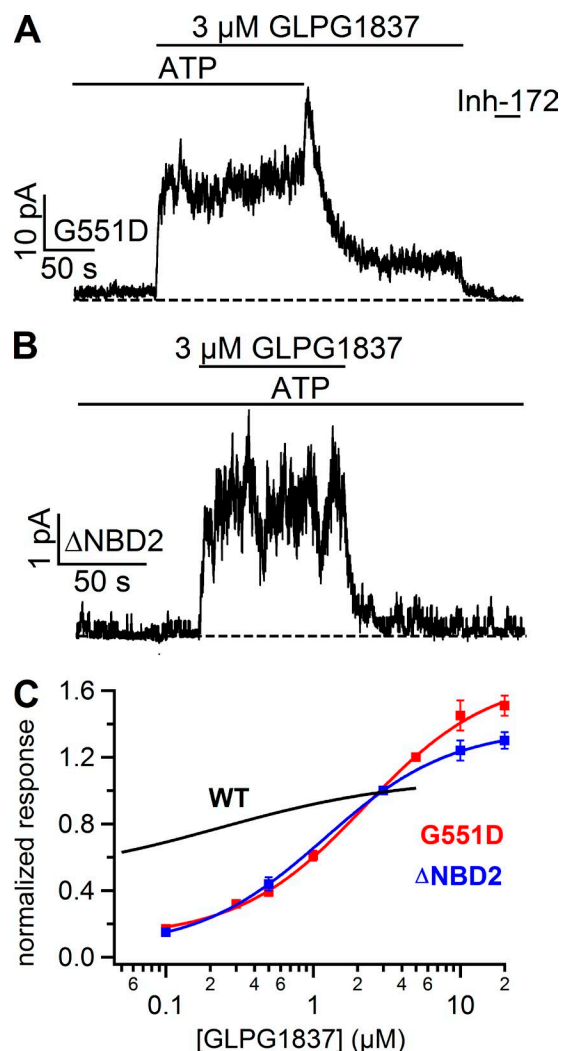 A
3 µM GLPG1837
ATP
Inh-172
10 pA
G551D
50 s
B
3 µM GLPG1837
ATP
1 pA
ΔNBD2
50 s
C
1.6
1.2
0.8
0.4
0.0
normalized response
WT
G551D
ΔNBD2
6 2 4 6 2 4 6 2
0.1 1 10
[GLPG1837] (µM)